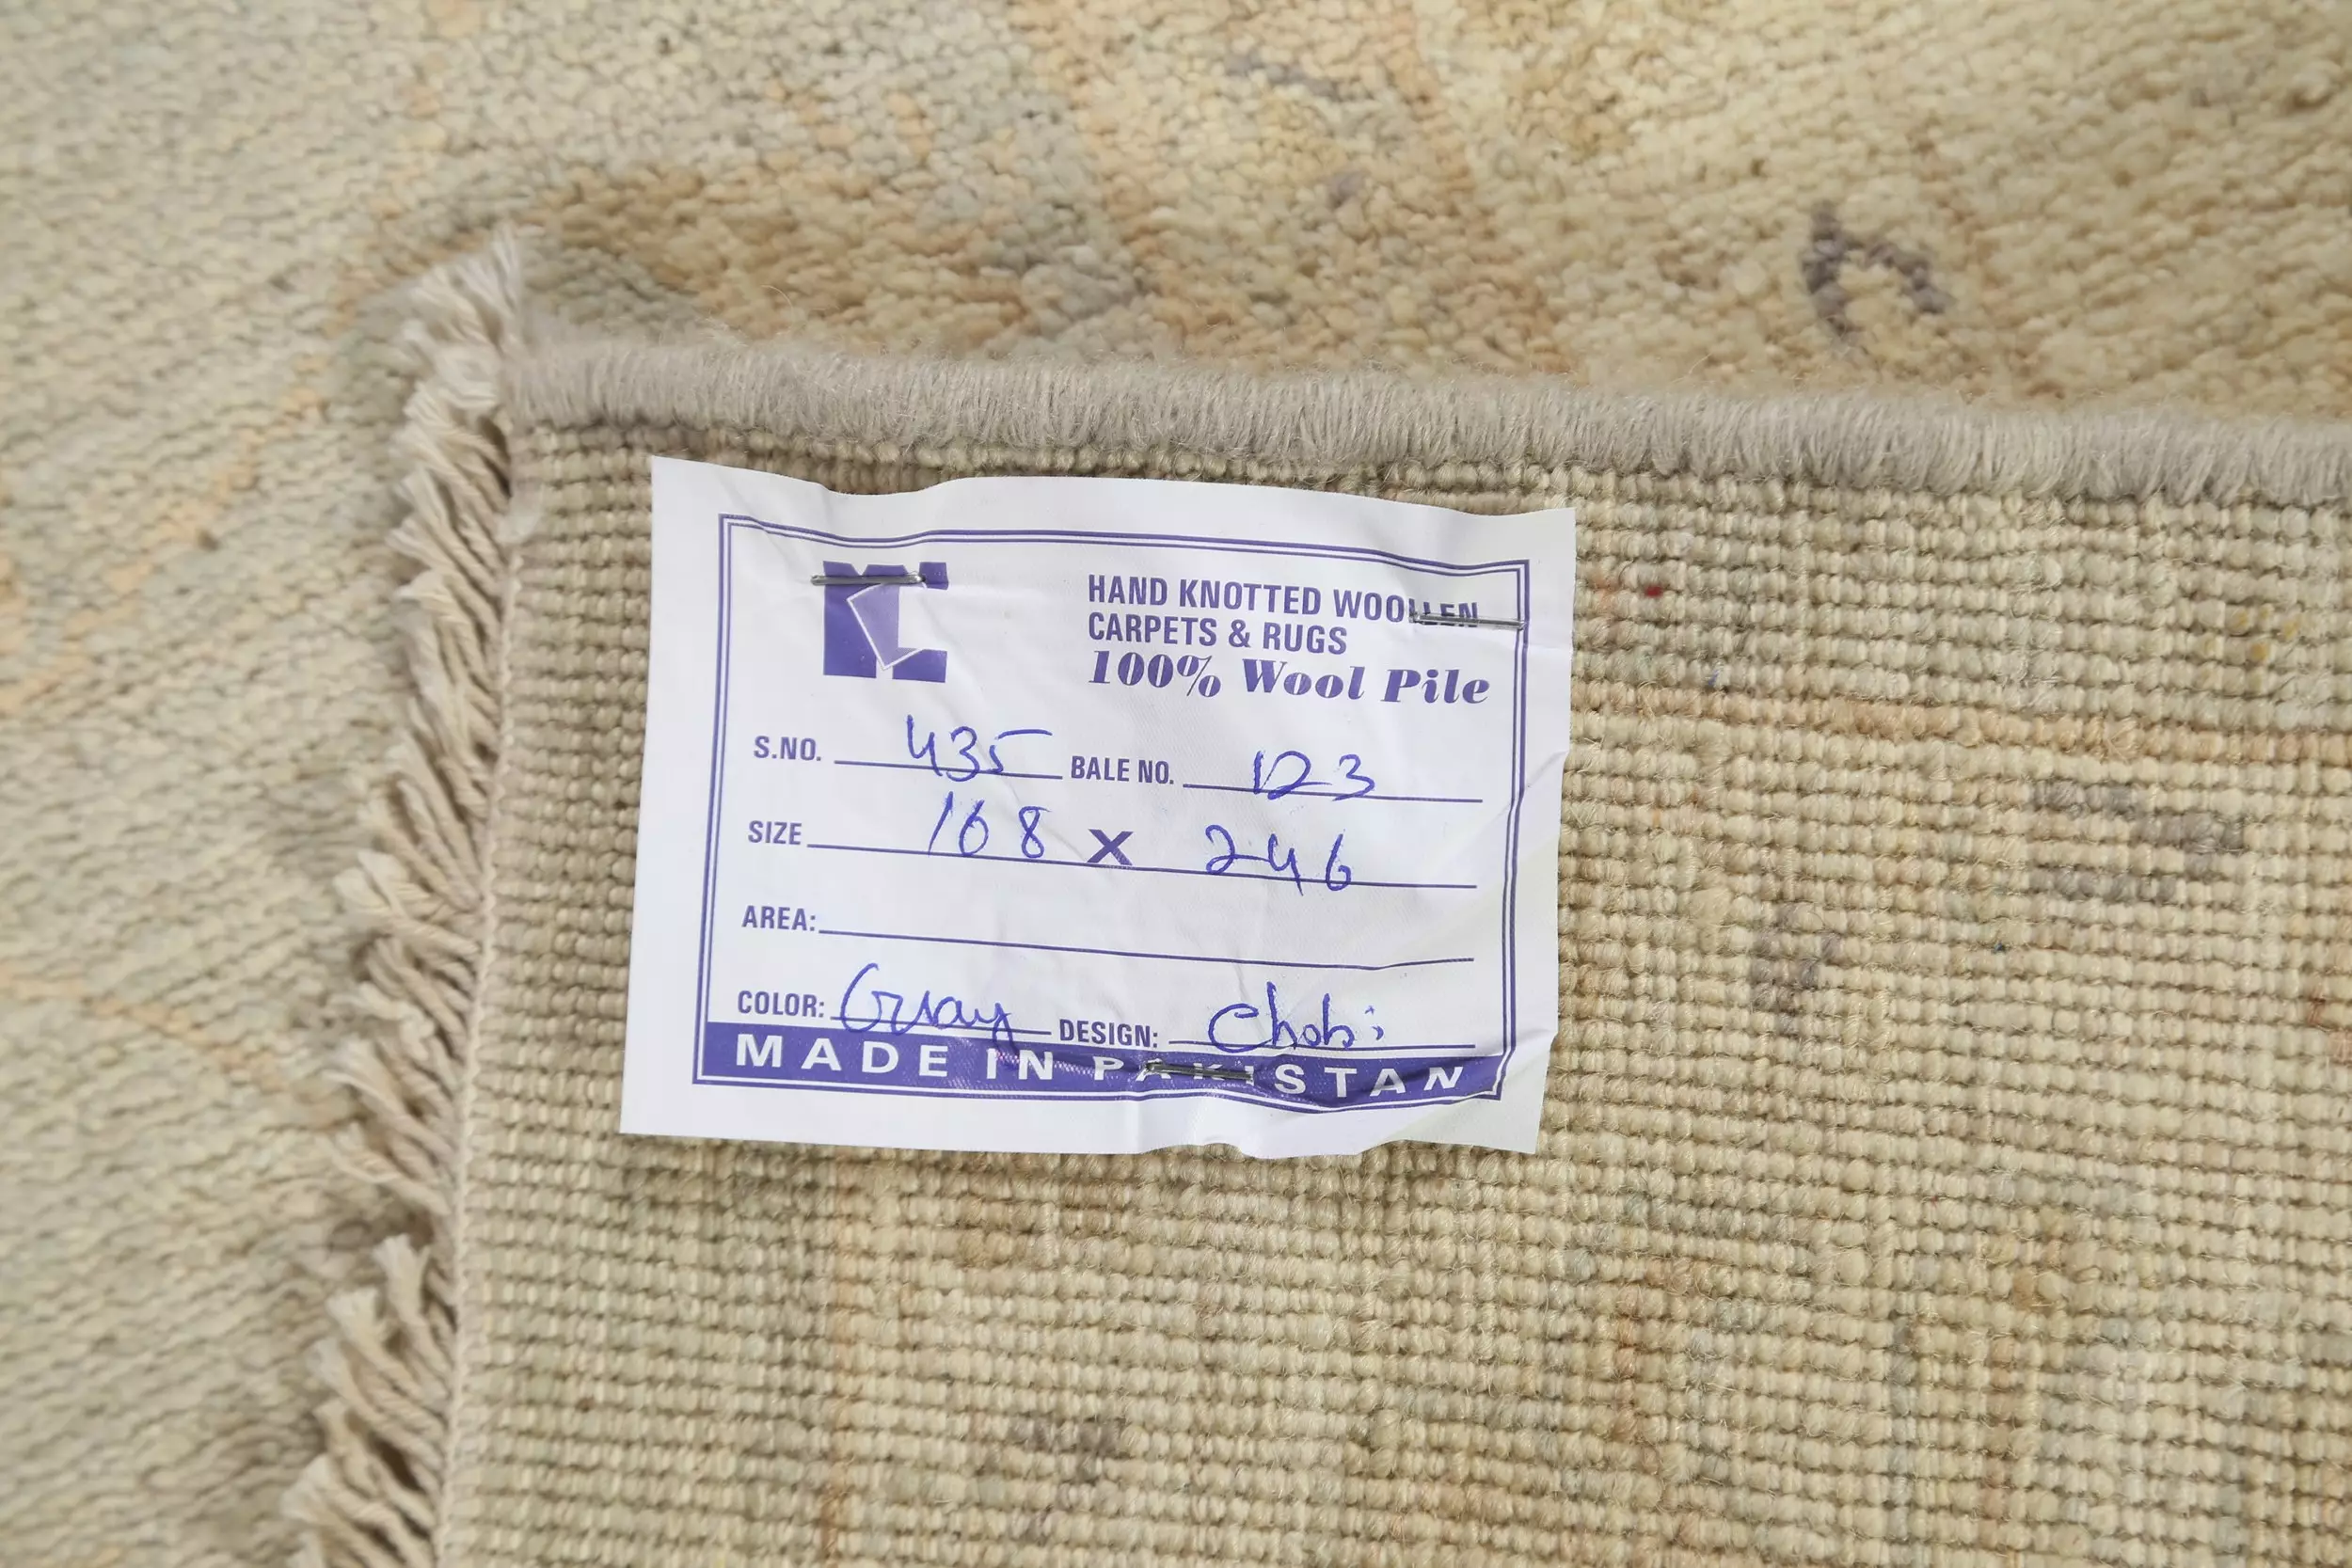 HAND KNOTTED WOOLLEN
CARPETS & RUGS
100% Wool Pile
S.NO. 435 BALE NO. 123
SIZE 168 X 246
AREA:
COLOR: Gray DESIGN: Chobi
MADE IN PAKISTAN